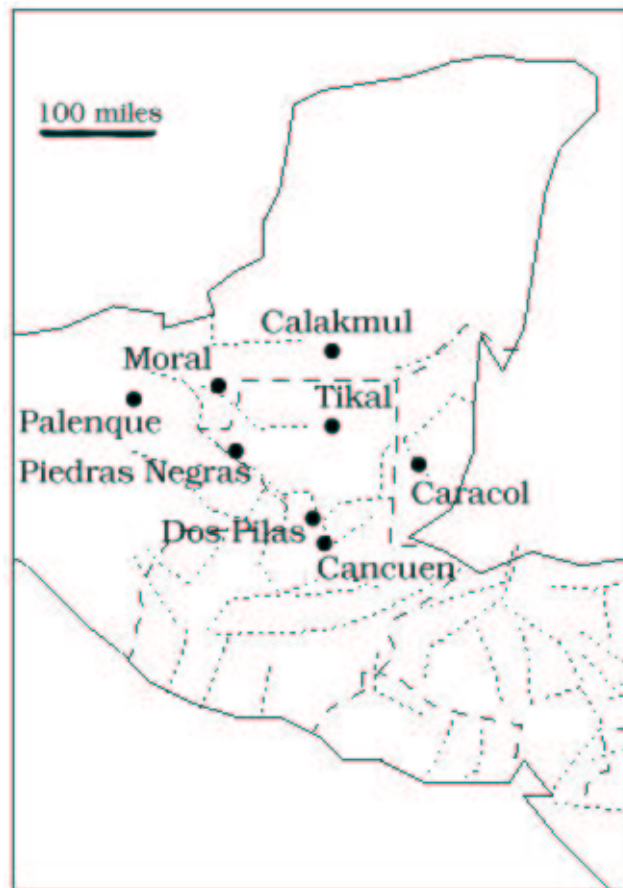 100 miles
Calakmul
Moral
Tikal
Palenque
Piedras Negras
Caracol
Dos Pilas
Cancuen